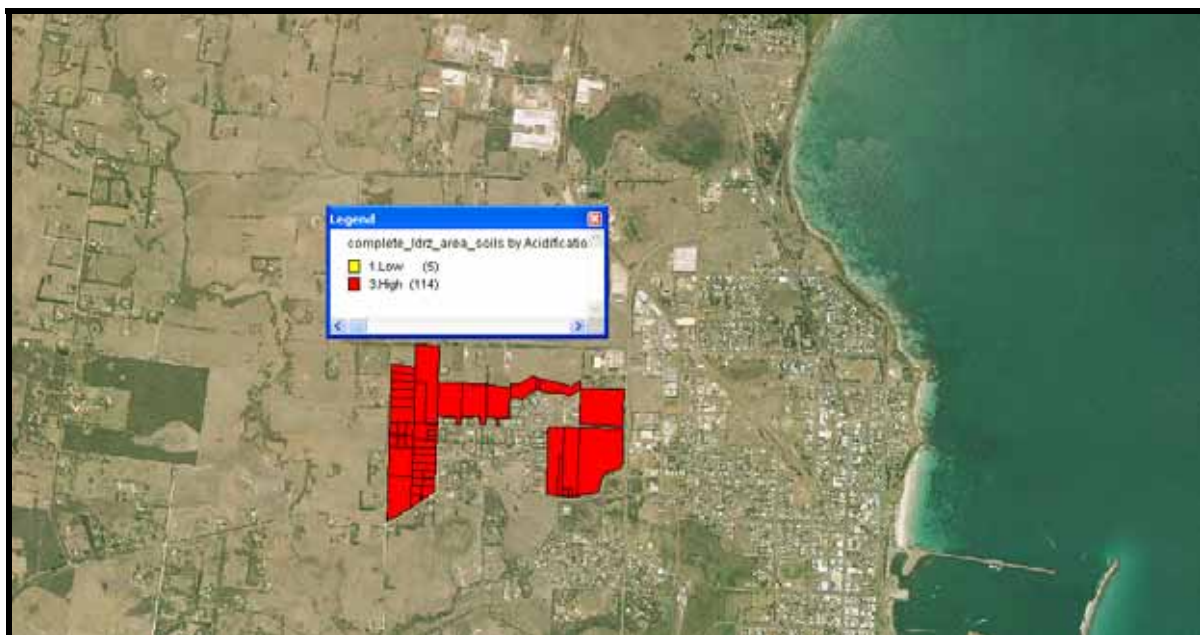 Legend
complete_ldrz_area_soils by Acidificatio
1.Low (5)
3.High (114)